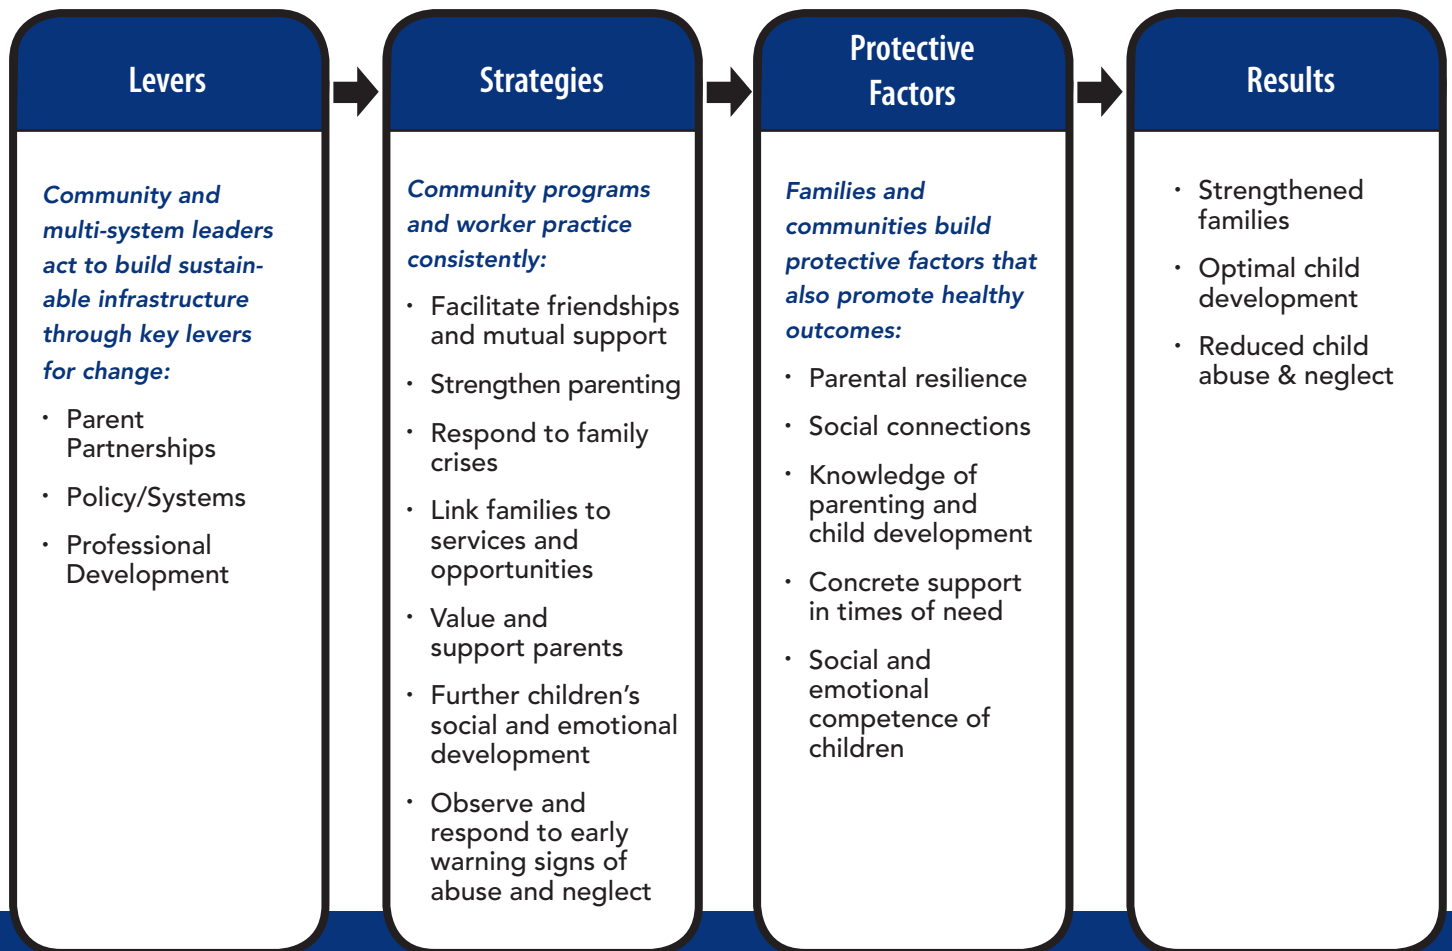 Levers
Community and
multi-system leaders
act to build sustain-
able infrastructure
through key levers
for change:
· Parent
Partnerships
· Policy/Systems
· Professional
Development
Strategies
Community programs
and worker practice
consistently:
· Facilitate friendships
and mutual support
· Strengthen parenting
· Respond to family
crises
· Link families to
services and
opportunities
· Value and
support parents
· Further children’s
social and emotional
development
· Observe and
respond to early
warning signs of
abuse and neglect
Protective
Factors
Families and
communities build
protective factors that
also promote healthy
outcomes:
· Parental resilience
· Social connections
· Knowledge of
parenting and
child development
· Concrete support
in times of need
· Social and
emotional
competence of
children
Results
· Strengthened
families
· Optimal child
development
· Reduced child
abuse & neglect